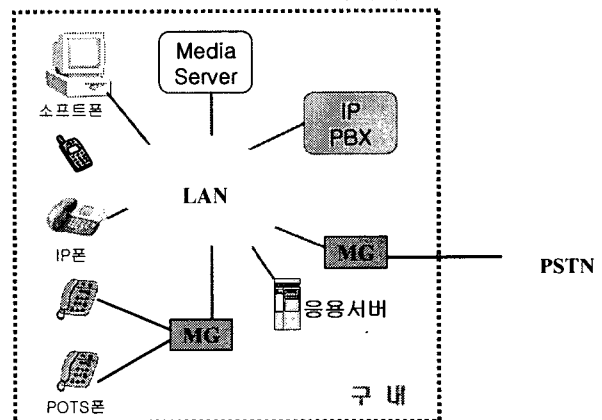 Media
Server
소프트폰
IP
PBX
LAN
IP폰
MG
PSTN
응용서버
MG
POTS폰
구 내